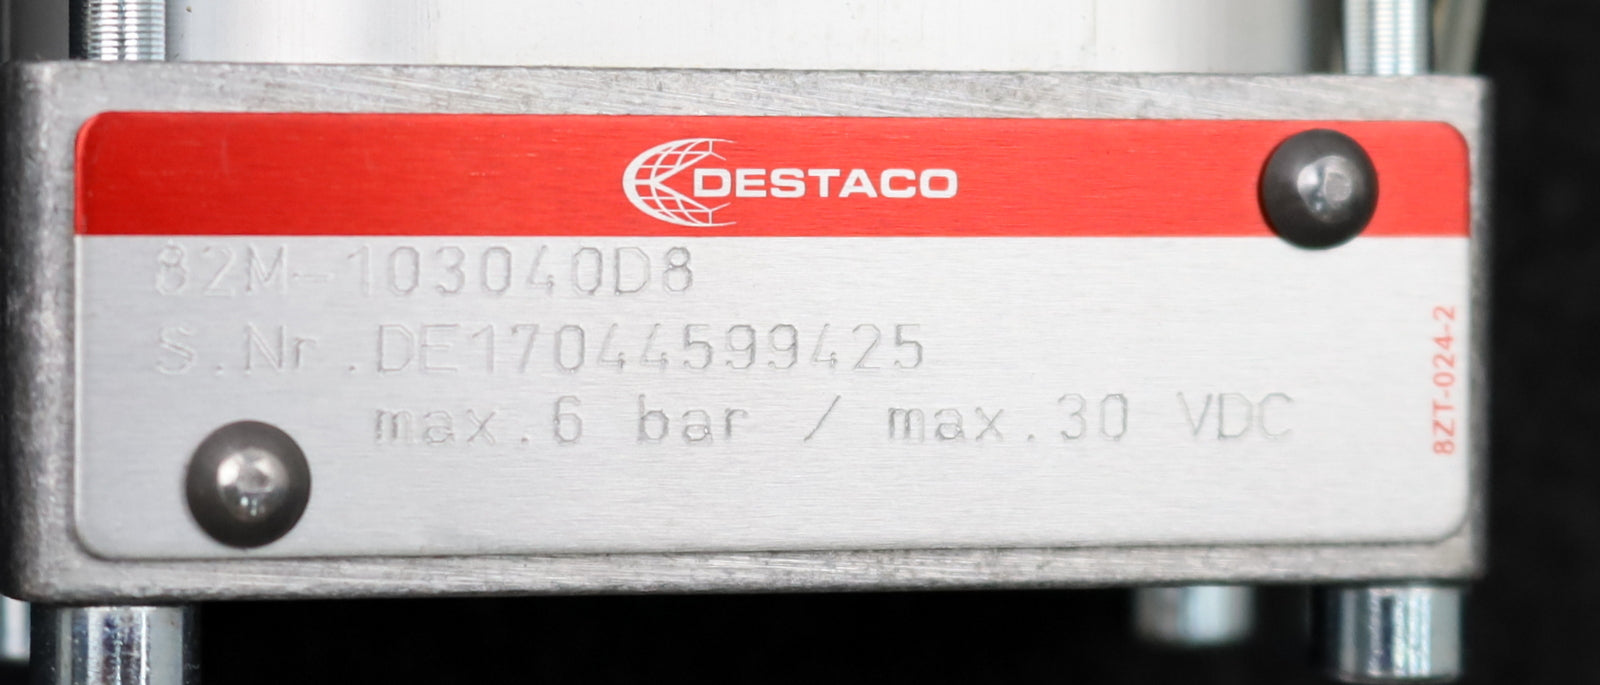 DESTACO
82M-103040D8
S.Nr.DE17044599425
max.6 bar / max.30 VDC
8ZT-024-2